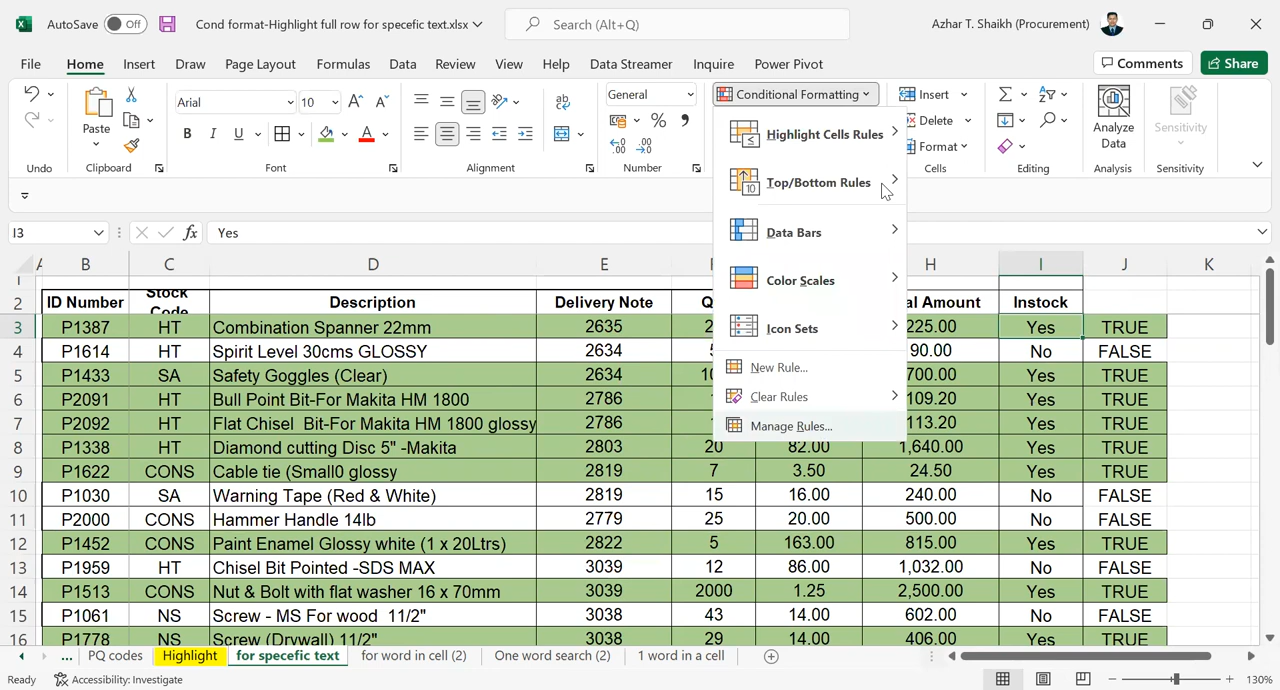 AutoSave Off Cond format-Highlight full row for specefic text.xlsx Search (Alt+Q) Azhar T. Shaikh (Procurement)
File Home Insert Draw Page Layout Formulas Data Review View Help Data Streamer Inquire Power Pivot Comments Share
Arial 10 General Conditional Formatting Insert
Paste Delete Analyze Data Sensitivity
B I U Format
Undo Clipboard Font Alignment Number Cells Editing Analysis Sensitivity
Highlight Cells Rules
Top/Bottom Rules
Data Bars
Color Scales
Icon Sets
New Rule...
Clear Rules
Manage Rules...
I3 fx Yes
A B C D E H I J K
2 ID Number Stock Code Description Delivery Note Amount Instock
3 P1387 HT Combination Spanner 22mm 2635 225.00 Yes TRUE
4 P1614 HT Spirit Level 30cms GLOSSY 2634 90.00 No FALSE
5 P1433 SA Safety Goggles (Clear) 2634 700.00 Yes TRUE
6 P2091 HT Bull Point Bit-For Makita HM 1800 2786 109.20 Yes TRUE
7 P2092 HT Flat Chisel Bit-For Makita HM 1800 glossy 2786 113.20 Yes TRUE
8 P1338 HT Diamond cutting Disc 5" -Makita 2803 20 82.00 1,640.00 Yes TRUE
9 P1622 CONS Cable tie (Small0 glossy 2819 7 3.50 24.50 Yes TRUE
10 P1030 SA Warning Tape (Red & White) 2819 15 16.00 240.00 No FALSE
11 P2000 CONS Hammer Handle 14lb 2779 25 20.00 500.00 No FALSE
12 P1452 CONS Paint Enamel Glossy white (1 x 20Ltrs) 2822 5 163.00 815.00 Yes TRUE
13 P1959 HT Chisel Bit Pointed -SDS MAX 3039 12 86.00 1,032.00 No FALSE
14 P1513 CONS Nut & Bolt with flat washer 16 x 70mm 3039 2000 1.25 2,500.00 Yes TRUE
15 P1061 NS Screw - MS For wood 11/2" 3038 43 14.00 602.00 No FALSE
16 P1778 NS Screw (Drywall) 11/2" 3038 29 14.00 406.00 Yes TRUE
... PQ codes Highlight for specefic text for word in cell (2) One word search (2) 1 word in a cell
Ready Accessibility: Investigate 130%